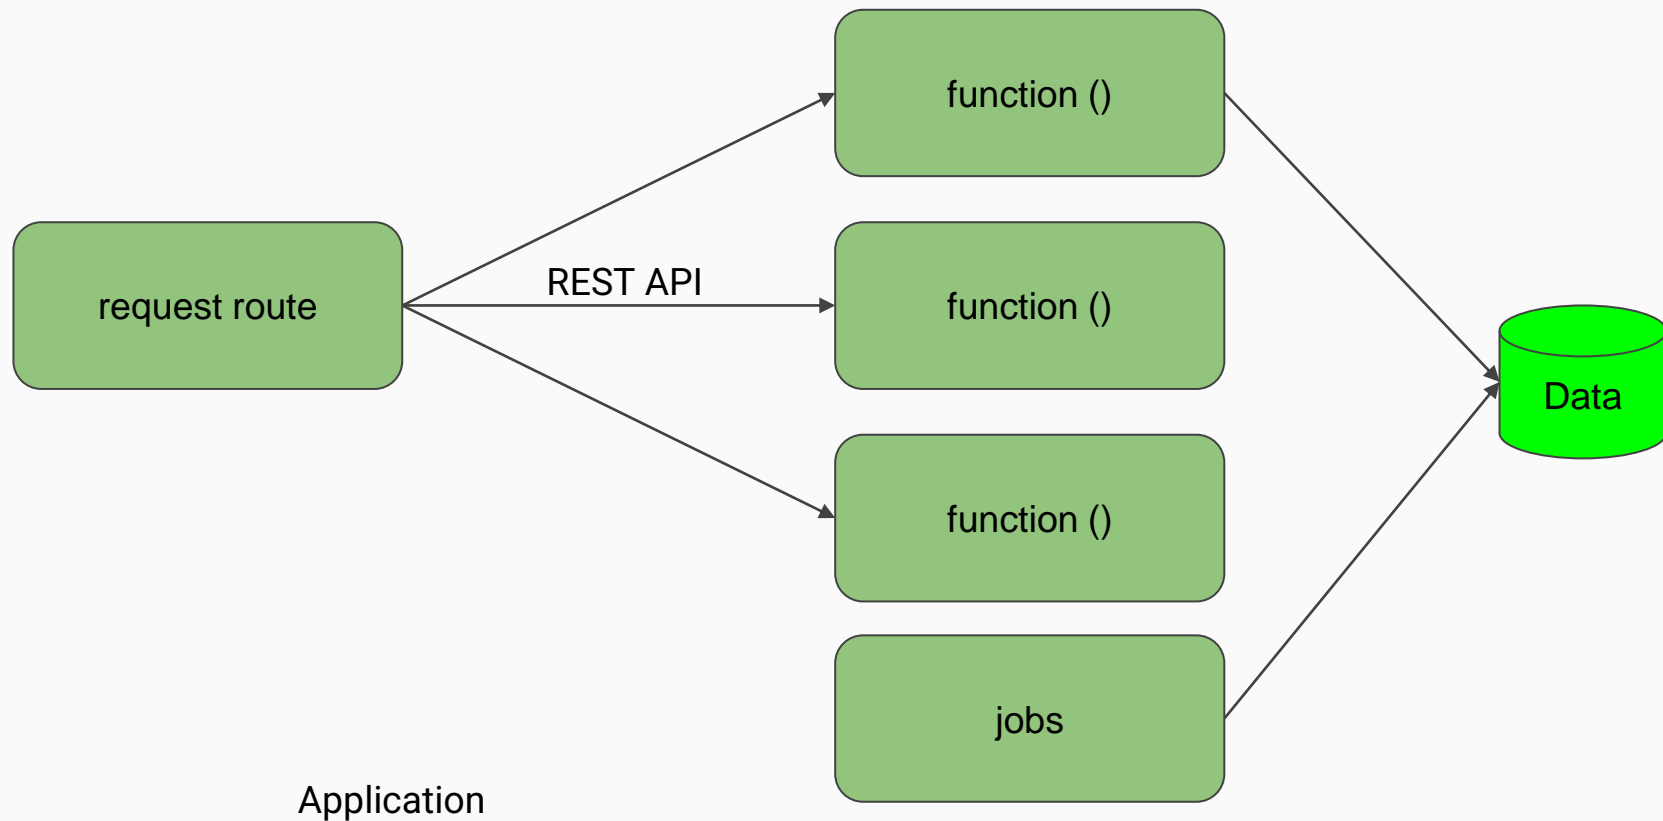 function ()
request route
REST API
function ()
Data
function ()
jobs
Application